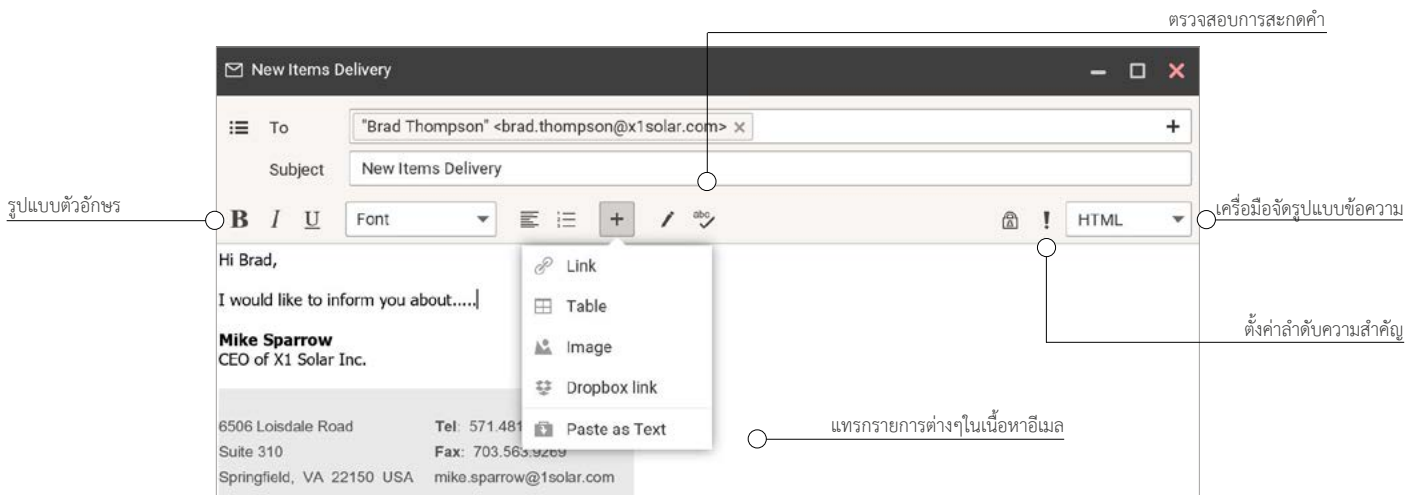 ตรวจสอบการสะกดคำ
New Items Delivery
To "Brad Thompson" <brad.thompson@x1solar.com>
Subject New Items Delivery
รูปแบบตัวอักษร
B I U Font abc HTML
เครื่อมือจัดรูปแบบข้อความ
Hi Brad,
Link
I would like to inform you about.....
Table
ตั้งค่าลำดับความสำคัญ
Mike Sparrow
Image
CEO of X1 Solar Inc.
Dropbox link
แทรกรายการต่างๆในเนื้อหาอีเมล
6506 Loisdale Road Tel: 571.481
Paste as Text
Suite 310 Fax: 703.563.9269
Springfield, VA 22150 USA mike.sparrow@1solar.com